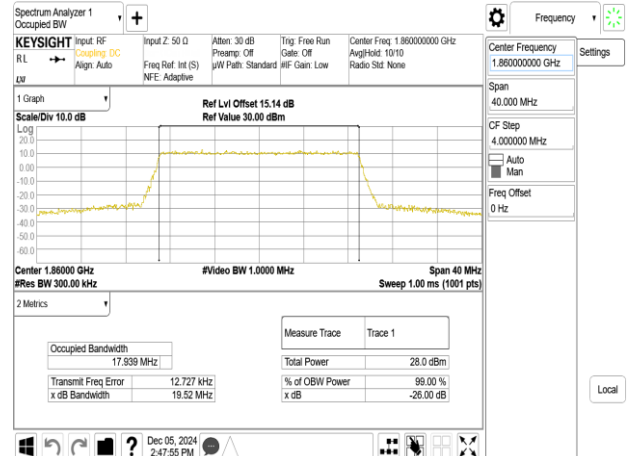 Spectrum Analyzer 1
Occupied BW
Frequency
Settings
KEYSIGHT
Input: RF
Coupling: DC
Align: Auto
Input Z: 50 Ω
Freq Ref: Int (S)
NFE: Adaptive
Atten: 30 dB
Preamp: Off
µW Path: Standard
Trig: Free Run
Gate: Off
#IF Gain: Low
Center Freq: 1.860000000 GHz
Avg|Hold: 10/10
Radio Std: None
RL
LXI
Center Frequency
1.860000000 GHz
Span
40.000 MHz
CF Step
4.000000 MHz
Auto
Man
Freq Offset
0 Hz
Local
1 Graph
Scale/Div 10.0 dB
Ref Lvl Offset 15.14 dB
Ref Value 30.00 dBm
Log
20.0
10.0
0.00
-10.0
-20.0
-30.0
-40.0
-50.0
-60.0
Center 1.86000 GHz
#Res BW 300.00 kHz
#Video BW 1.0000 MHz
Span 40 MHz
Sweep 1.00 ms (1001 pts)
2 Metrics
Occupied Bandwidth
17.939 MHz
Transmit Freq Error 12.727 kHz
x dB Bandwidth 19.52 MHz
Measure Trace Trace 1
Total Power 28.0 dBm
% of OBW Power 99.00 %
x dB -26.00 dB
?
Dec 05, 2024
2:47:55 PM